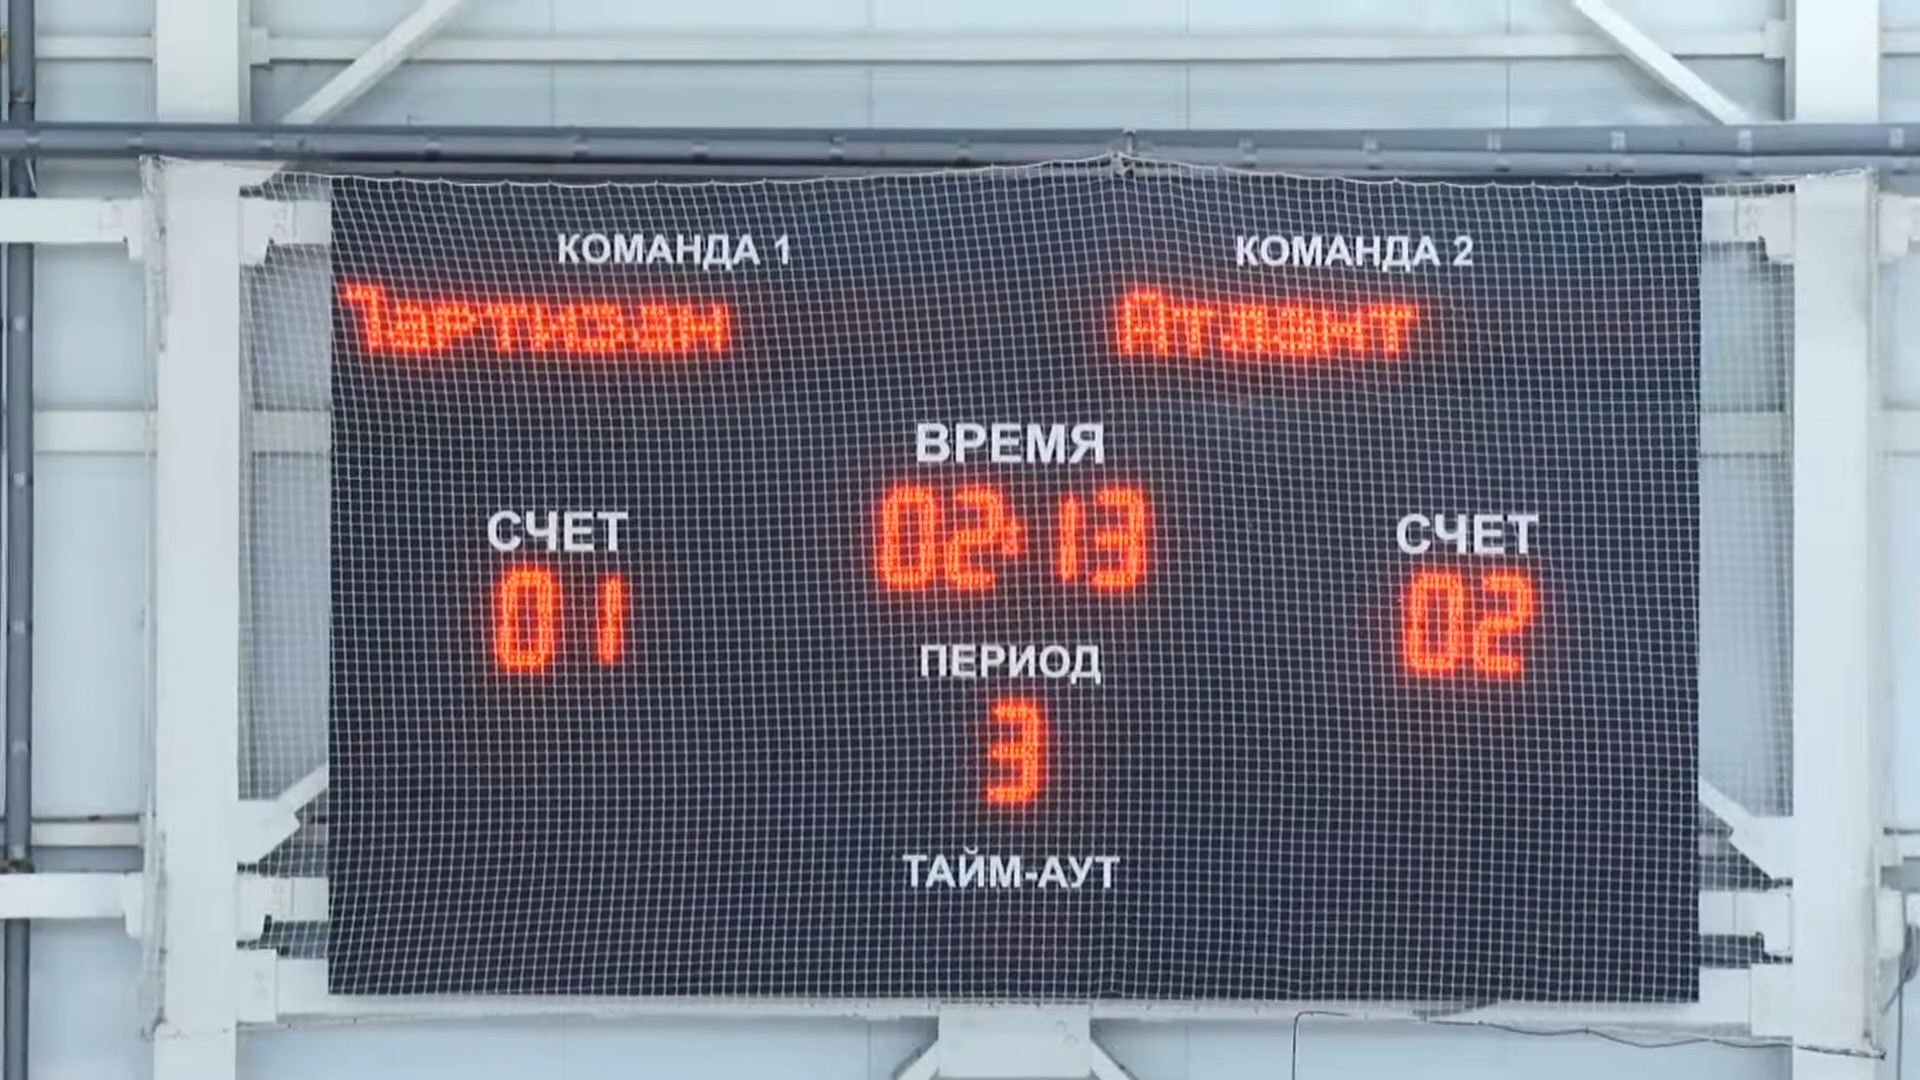 КОМАНДА 1
КОМАНДА 2
Партизан
Атлант
ВРЕМЯ
02:13
СЧЕТ
СЧЕТ
01
02
ПЕРИОД
3
ТАЙМ-АУТ